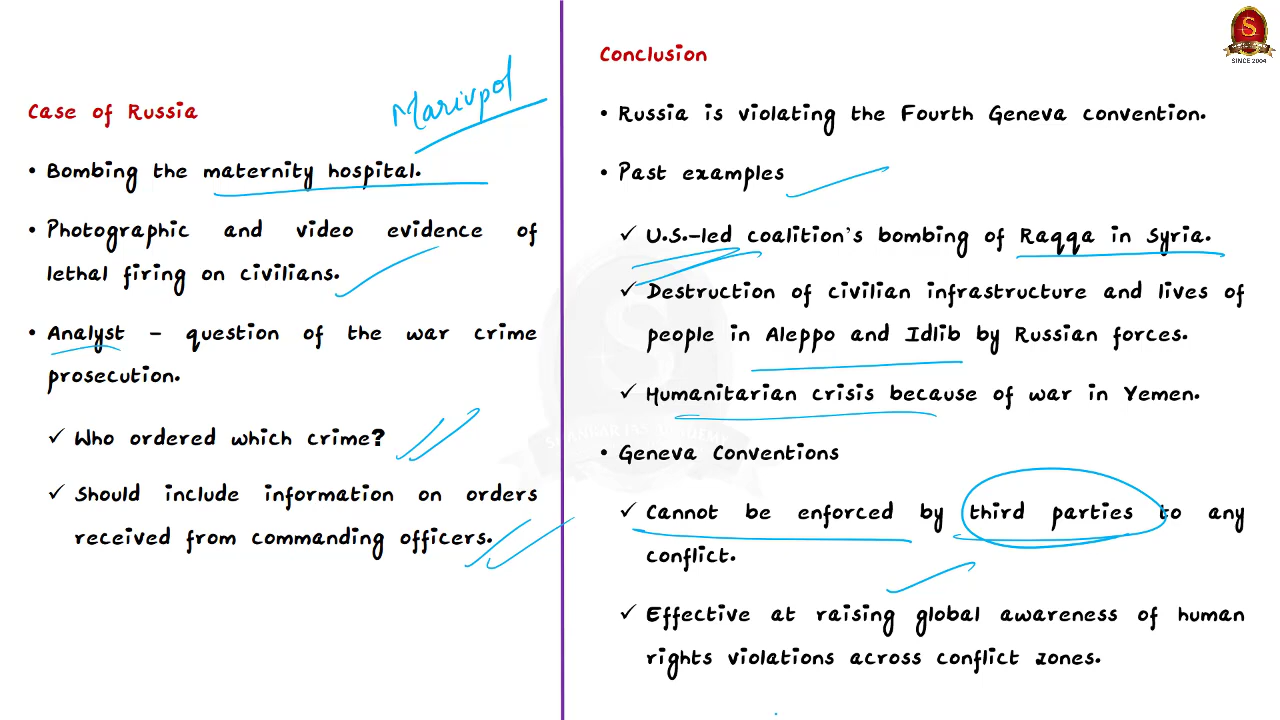 Case of Russia
Mariupol
• Bombing the maternity hospital.
• Photographic and video evidence of
lethal firing on civilians.
• Analyst – question of the war crime
prosecution.
✓ Who ordered which crime?
✓ Should include information on orders
received from commanding officers.
Conclusion
• Russia is violating the Fourth Geneva convention.
• Past examples
✓ U.S.-led coalition's bombing of Raqqa in Syria.
✓ Destruction of civilian infrastructure and lives of
people in Aleppo and Idlib by Russian forces.
✓ Humanitarian crisis because of war in Yemen.
• Geneva Conventions
✓ Cannot be enforced by third parties to any
conflict.
✓ Effective at raising global awareness of human
rights violations across conflict zones.
S
SINCE 2004
SHANKAR IAS ACADEMY